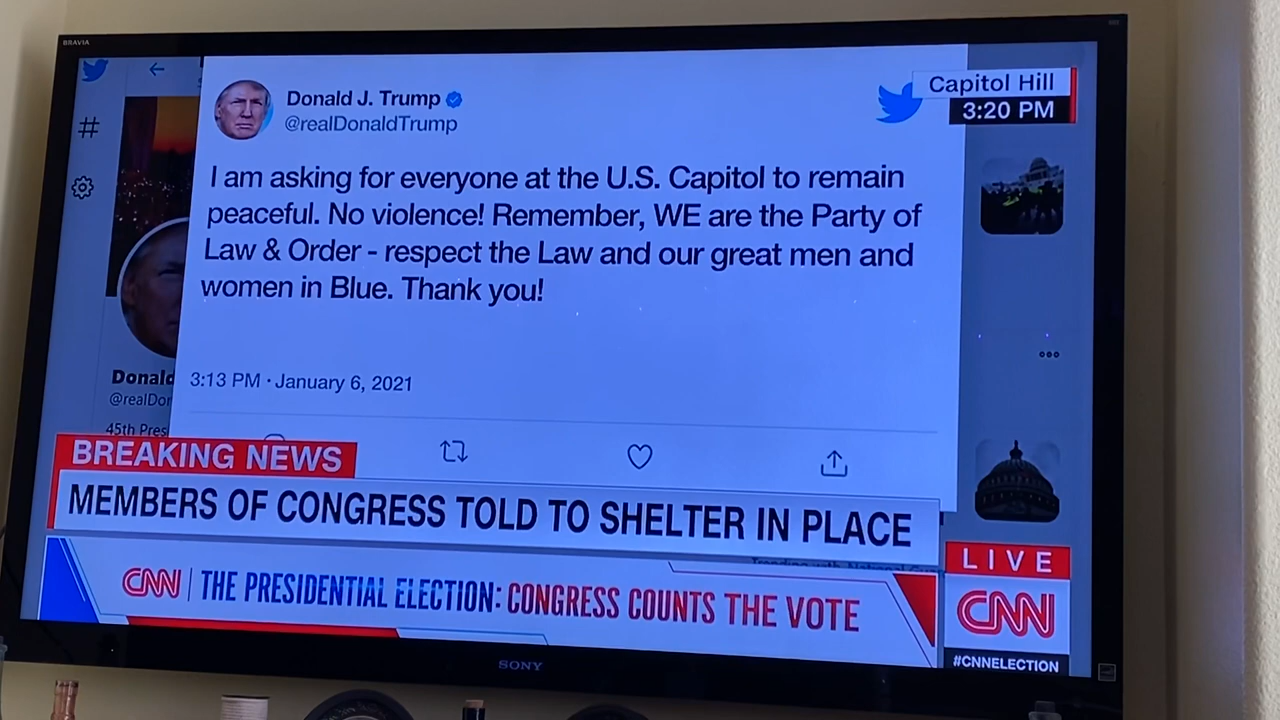 BRAVIA
Donald J. Trump
@realDonaldTrump
Capitol Hill
3:20 PM
#
I am asking for everyone at the U.S. Capitol to remain
peaceful. No violence! Remember, WE are the Party of
Law & Order - respect the Law and our great men and
women in Blue. Thank you!
3:13 PM · January 6, 2021
Donald
@realDor
45th Pres
BREAKING NEWS
MEMBERS OF CONGRESS TOLD TO SHELTER IN PLACE
CNN THE PRESIDENTIAL ELECTION: CONGRESS COUNTS THE VOTE
LIVE
CNN
#CNNELECTION
SONY